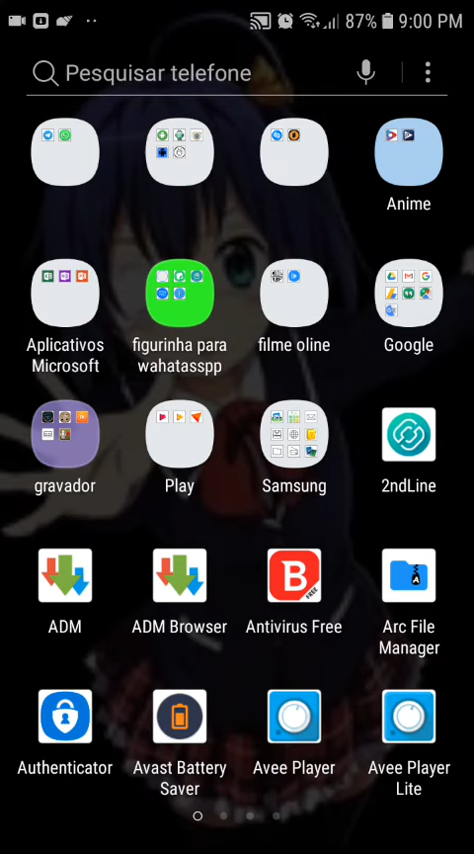 87% 9:00 PM
Pesquisar telefone
Anime
Aplicativos
Microsoft
figurinha para
wahatasspp
filme oline
Google
gravador
Play
Samsung
2ndLine
ADM
ADM Browser
B
FREE
Antivirus Free
Arc File
Manager
Authenticator
Avast Battery
Saver
Avee Player
Avee Player
Lite